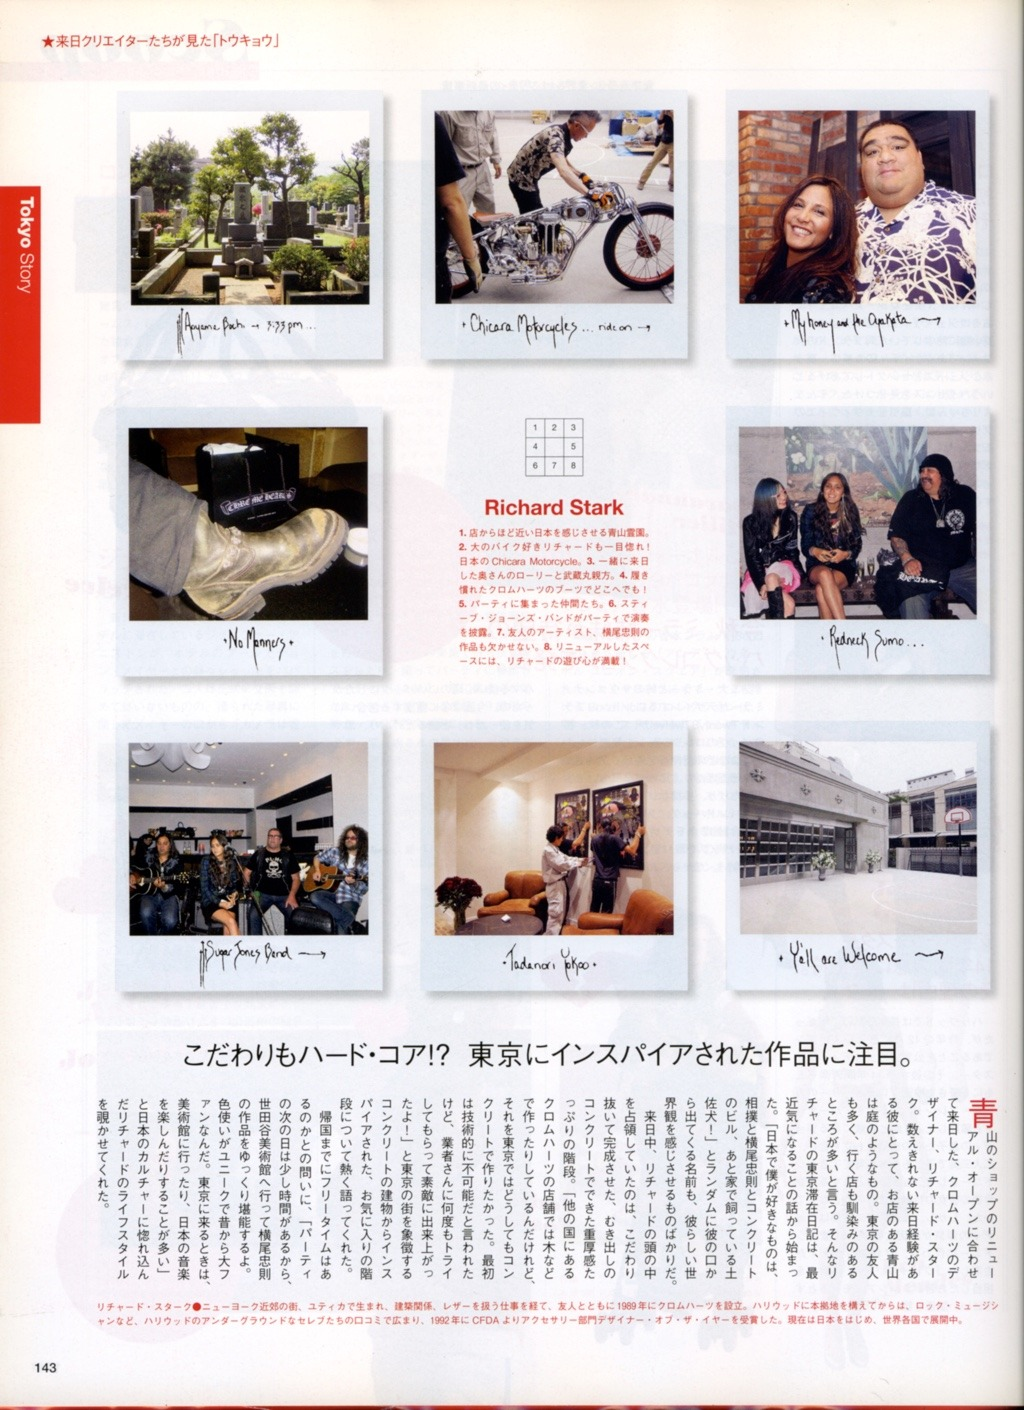 ★来日クリエイターたちが見た「トウキョウ」
Tokyo Story
Aoyama Bochi → 3:33pm...
• Chicara Motorcycles... ride on →
• My honey and the Oyakata →
• No Manners •
1 2 3
4 5
6 7 8
Richard Stark
1. 店からほど近い日本を感じさせる青山霊園。
2. 大のバイク好きリチャードも一目惚れ！
日本の Chicara Motorcycle。3. 一緒に来日
した奥さんのローリーと武蔵丸親方。4. 履き
慣れたクロムハーツのブーツでどこへでも！
5. パーティに集まった仲間たち。6. スティ
ーブ・ジョーンズ・バンドがパーティで演奏
を披露。7. 友人のアーティスト、横尾忠則の
作品も欠かせない。8. リニューアルしたスペ
ースには、リチャードの遊び心が満載！
• Redneck Sumo...
CHROME HEARTS
Sugar Jones Band →
• Tadanori Yokoo •
• Y'all are Welcome →
こだわりもハード・コア!? 東京にインスパイアされた作品に注目。
青山のショップのリニュー
アル・オープンに合わせ
て来日した、クロムハーツのデ
ザイナー、リチャード・スター
ク。数えきれない来日経験があ
る彼にとって、お店のある青山
は庭のようなもの。東京の友人
も多く、行く店も馴染みのある
ところが多いと言う。そんなリ
チャードの東京滞在日記は、最
近気になることの話から始まっ
た。「日本で僕が好きなものは、
相撲と横尾忠則とコンクリート
のビル、あと家で飼っている土
佐犬！」とランダムに彼の口か
ら出てくる名前も、彼らしい世
界観を感じさせるものばかりだ。
来日中、リチャードの頭の中
を占領していたのは、こだわり
抜いて完成させた、むき出しの
コンクリートでできた重厚感た
っぷりの階段。「他の国にある
クロムハーツの店舗では木など
で作ったりしているんだけれど、
それを東京ではどうしてもコン
クリートで作りたかった。最初
は技術的に不可能だと言われた
けど、業者さんに何度もトライ
してもらって素敵に出来上がっ
たよ！」と東京の街を象徴する
コンクリートの建物からインス
パイアされた、お気に入りの階
段について熱く語ってくれた。
帰国までにフリータイムはあ
るのかとの問いに、「パーティ
の次の日は少し時間があるから、
世田谷美術館へ行って横尾忠則
の作品をゆっくり堪能するよ。
色使いがユニークで昔から大フ
ァンなんだ。東京に来るときは、
美術館に行ったり、日本の音楽
を楽しんだりすることが多い」
と日本のカルチャーに惚れ込ん
だリチャードのライフスタイル
を覗かせてくれた。
リチャード・スターク●ニューヨーク近郊の街、ユティカで生まれ、建築関係、レザーを扱う仕事を経て、友人とともに1989年にクロムハーツを設立。ハリウッドに本拠地を構えてからは、ロック・ミュージシ
ャンなど、ハリウッドのアンダーグラウンドなセレブたちの口コミで広まり、1992年にCFDAよりアクセサリー部門デザイナー・オブ・ザ・イヤーを受賞した。現在は日本をはじめ、世界各国で展開中。
143